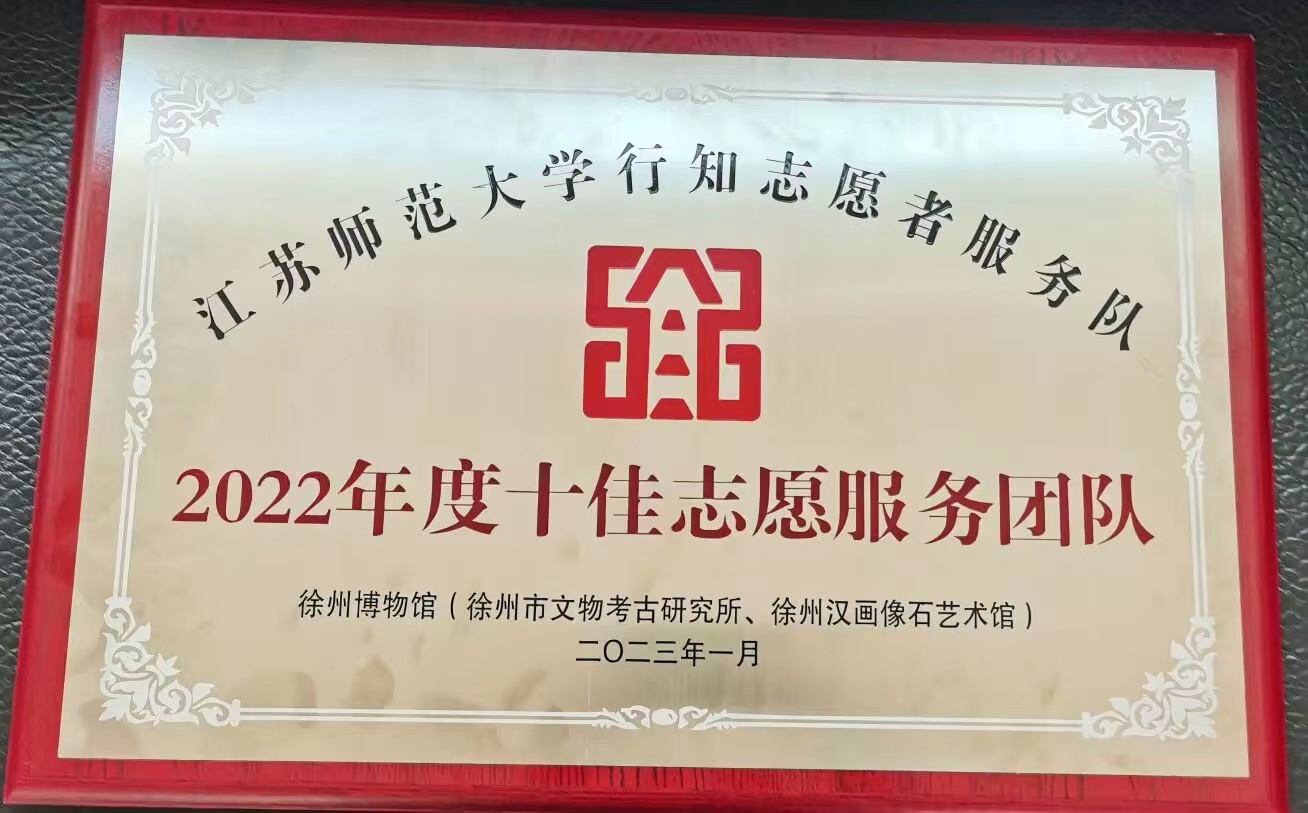 江苏师范大学行知志愿者服务队
2022年度十佳志愿服务团队
徐州博物馆（徐州市文物考古研究所、徐州汉画像石艺术馆）
二〇二三年一月